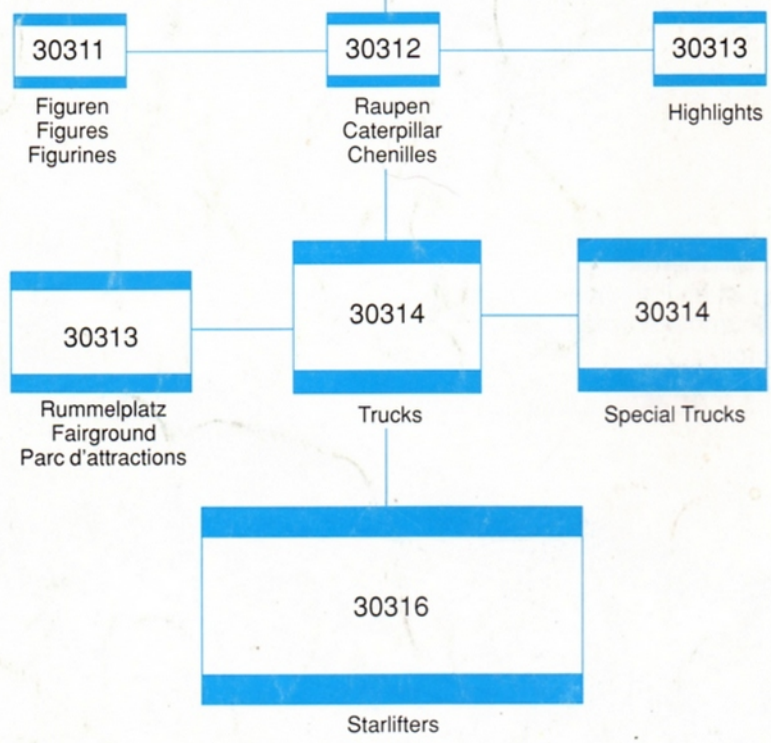 30311
30312
30313
Figuren
Figures
Figurines
Raupen
Caterpillar
Chenilles
Highlights
30313
30314
30314
Rummelplatz
Fairground
Parc d'attractions
Trucks
Special Trucks
30316
Starlifters